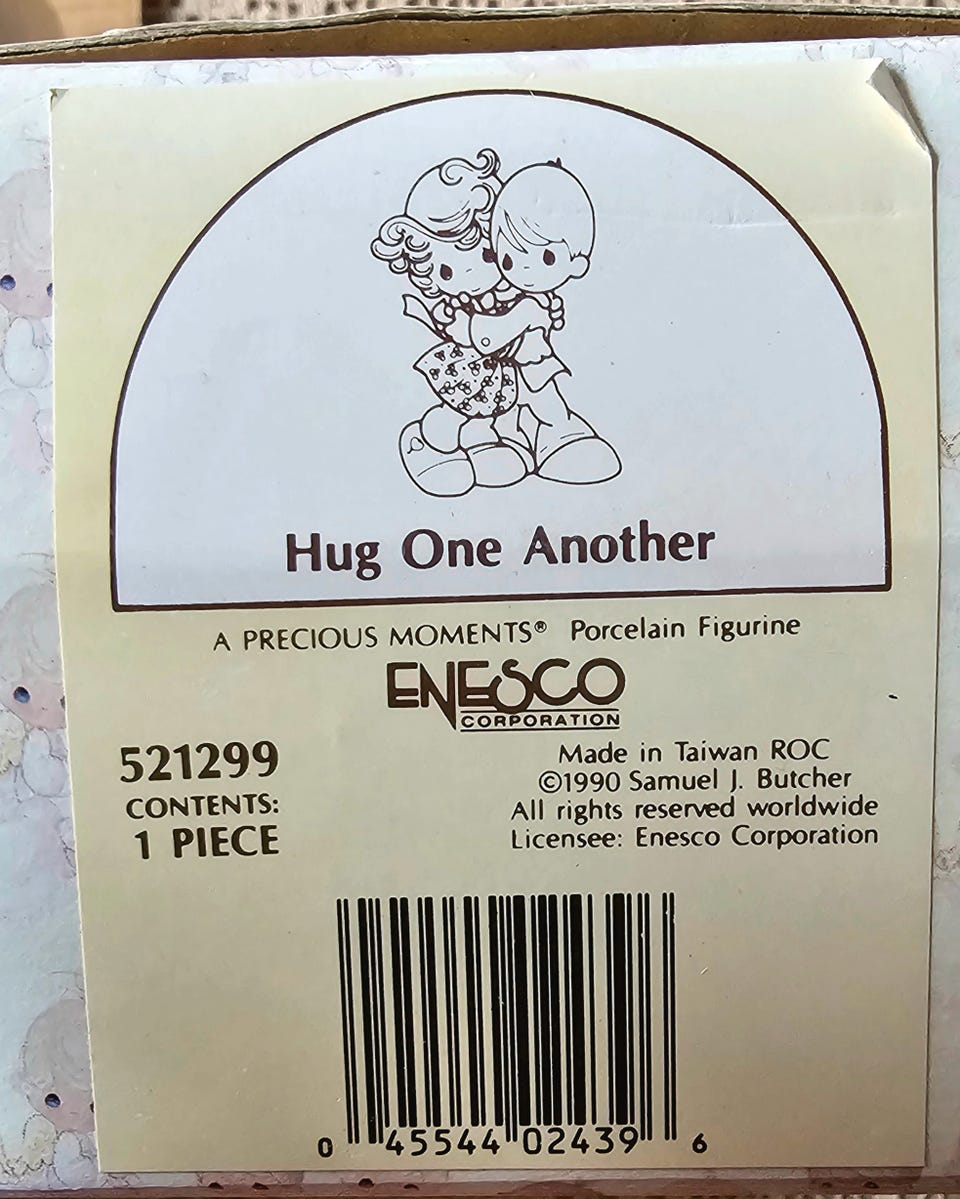 Hug One Another
A PRECIOUS MOMENTS® Porcelain Figurine
ENESCO
CORPORATION
521299
CONTENTS:
1 PIECE
Made in Taiwan ROC
©1990 Samuel J. Butcher
All rights reserved worldwide
Licensee: Enesco Corporation
0 45544 02439 6